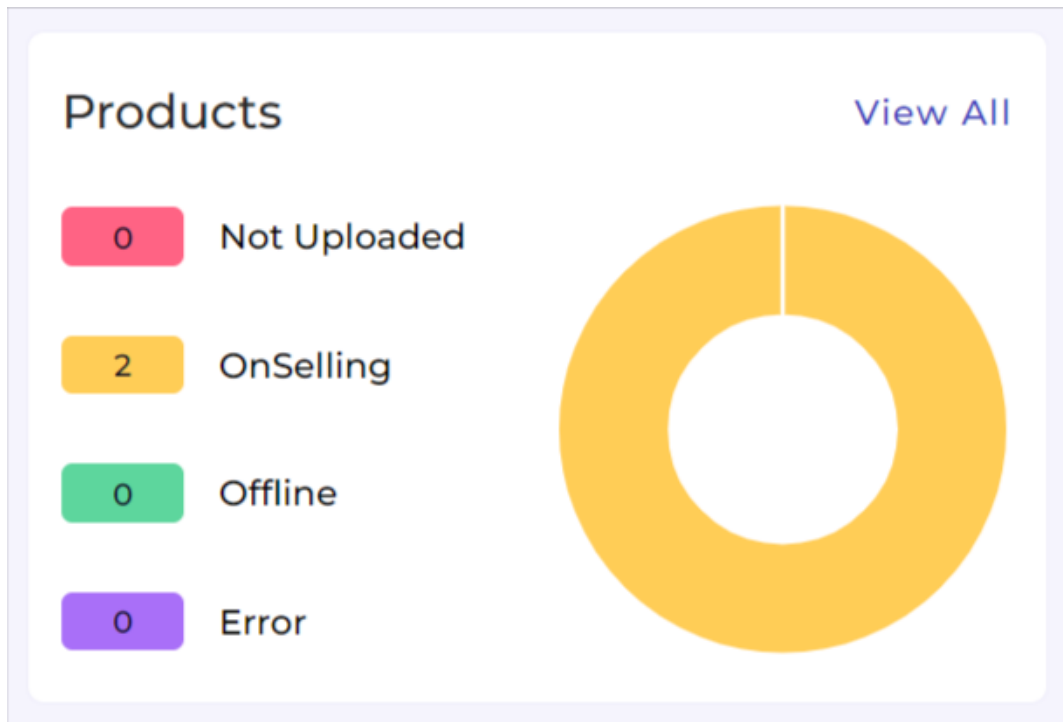 Products
View All
0 Not Uploaded
2 OnSelling
0 Offline
0 Error